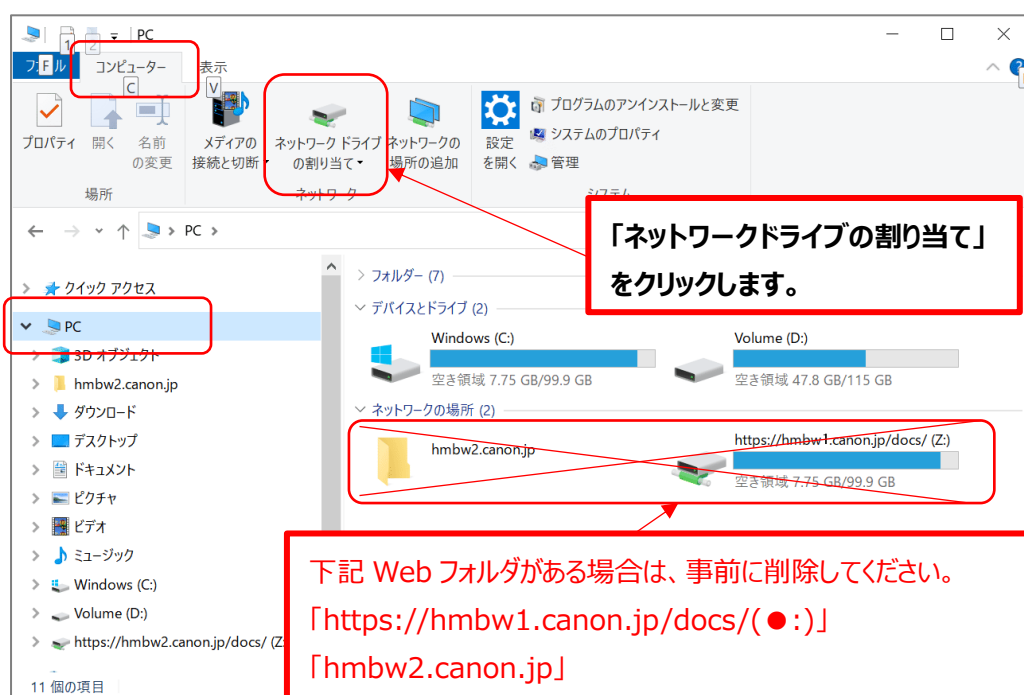 PC
1
2
ファイル
F
コンピューター
C
表示
V
プロパティ
開く
名前
の変更
メディアの
接続と切断
ネットワーク ドライブ
の割り当て
ネットワークの
場所の追加
設定
を開く
プログラムのアンインストールと変更
システムのプロパティ
管理
場所
ネットワーク
システム
PC
「ネットワークドライブの割り当て」
をクリックします。
クイック アクセス
PC
3D オブジェクト
hmbw2.canon.jp
ダウンロード
デスクトップ
ドキュメント
ピクチャ
ビデオ
ミュージック
Windows (C:)
Volume (D:)
https://hmbw2.canon.jp/docs/ (Z:
11 個の項目
フォルダー (7)
デバイスとドライブ (2)
Windows (C:)
空き領域 7.75 GB/99.9 GB
Volume (D:)
空き領域 47.8 GB/115 GB
ネットワークの場所 (2)
hmbw2.canon.jp
https://hmbw1.canon.jp/docs/ (Z:)
空き領域 7.75 GB/99.9 GB
下記 Web フォルダがある場合は、事前に削除してください。
「https://hmbw1.canon.jp/docs/(●:)」
「hmbw2.canon.jp」